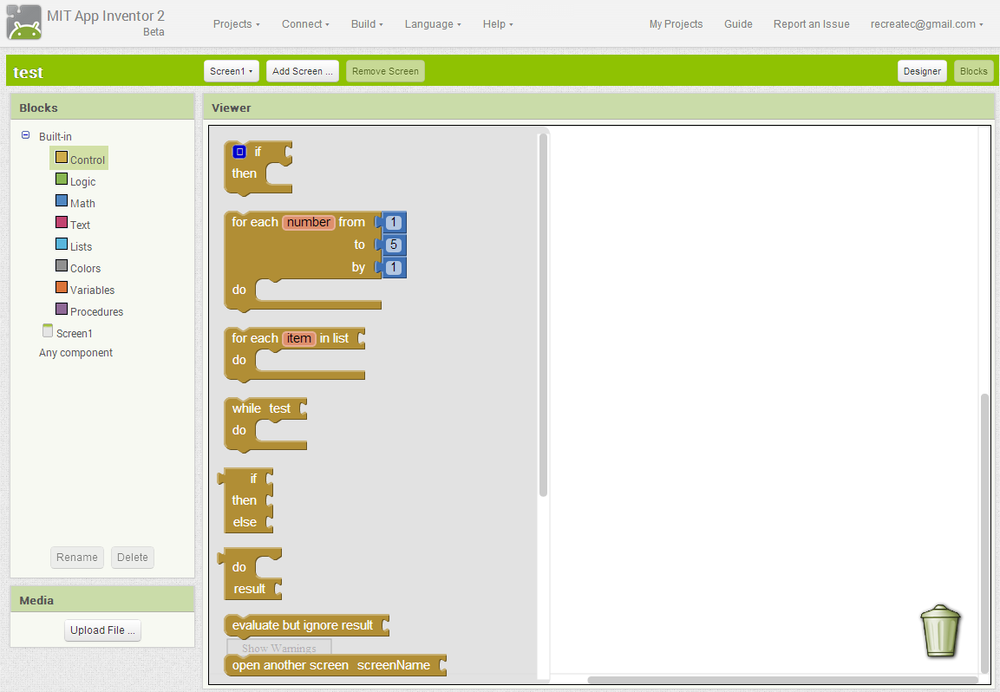 MIT App Inventor 2
Beta
Projects Connect Build Language Help My Projects Guide Report an Issue recreatec@gmail.com
test Screen1 Add Screen ... Remove Screen Designer Blocks
Blocks
Built-in
Control
Logic
Math
Text
Lists
Colors
Variables
Procedures
Screen1
Any component
Rename Delete
Media
Upload File ...
Viewer
if
then
for each number from 1
to 5
by 1
do
for each item in list
do
while test
do
if
then
else
do
result
evaluate but ignore result
Show Warnings
open another screen screenName